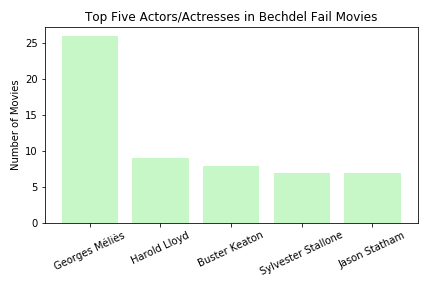 Top Five Actors/Actresses in Bechdel Fail Movies
Number of Movies
25
20
15
10
5
0
Georges Méliès
Harold Lloyd
Buster Keaton
Sylvester Stallone
Jason Statham